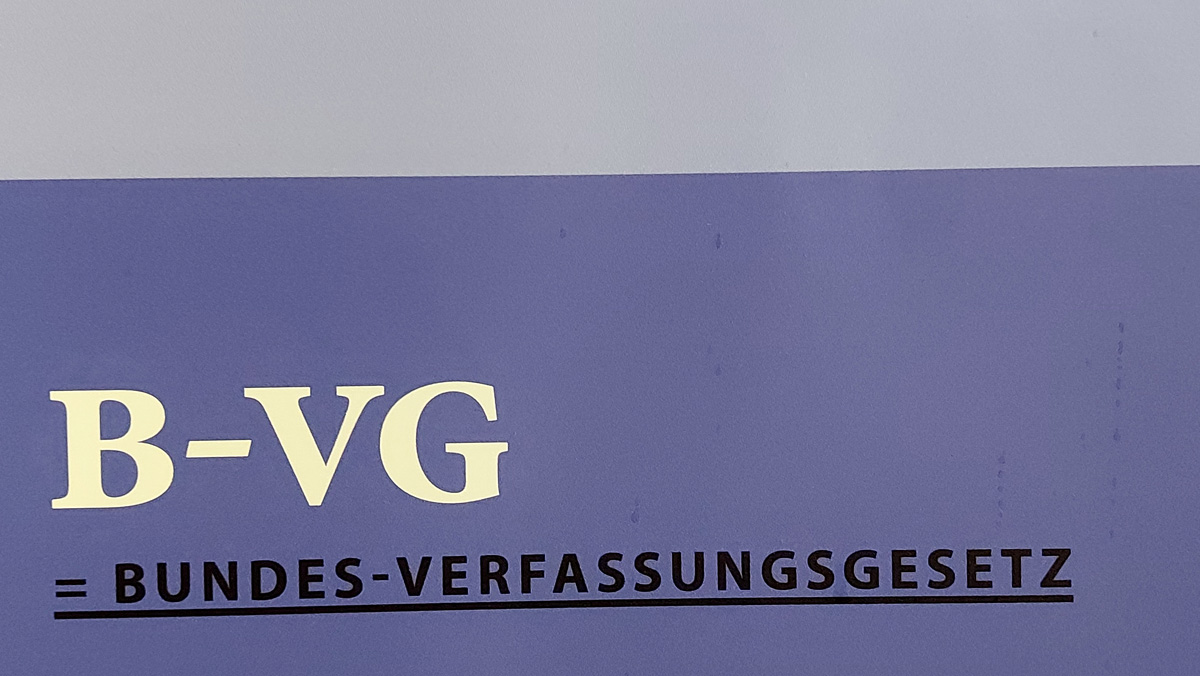 B-VG
= BUNDES-VERFASSUNGSGESETZ